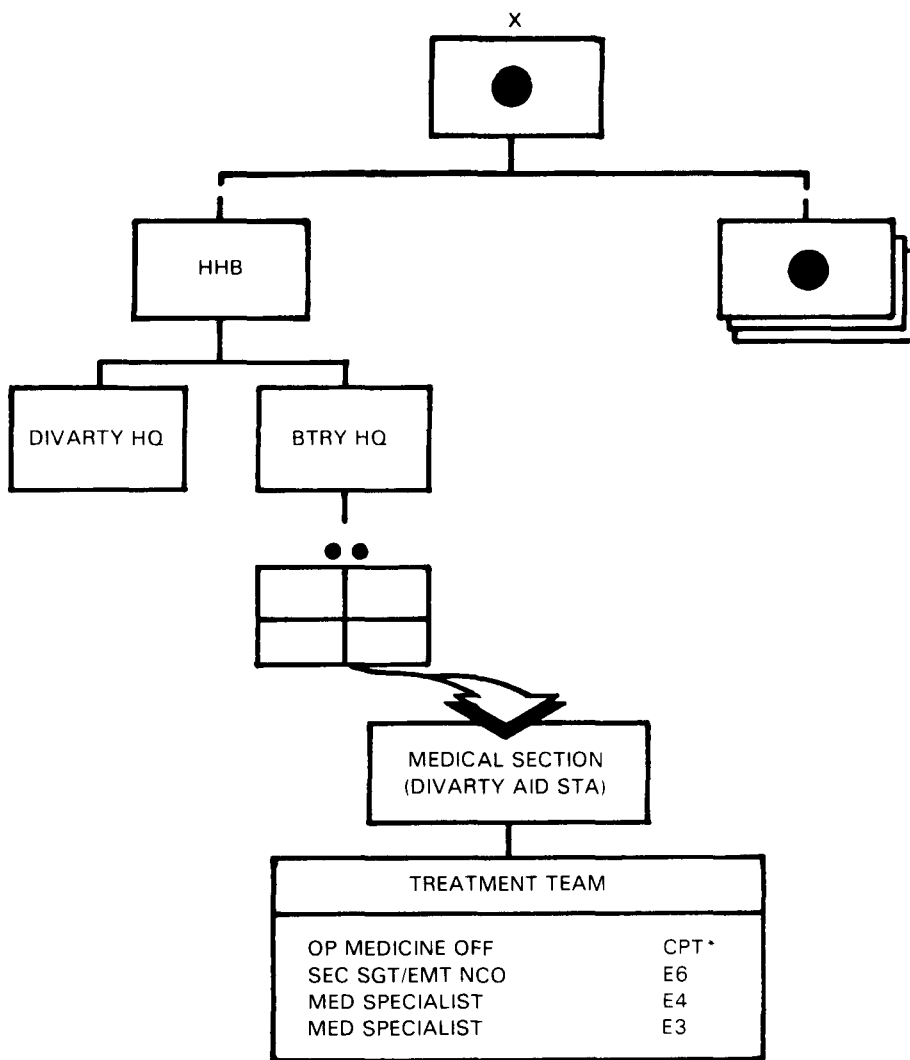 X
HHB
DIVARTY HQ
BTRY HQ
MEDICAL SECTION
(DIVARTY AID STA)
TREATMENT TEAM
OP MEDICINE OFF CPT*
SEC SGT/EMT NCO E6
MED SPECIALIST E4
MED SPECIALIST E3